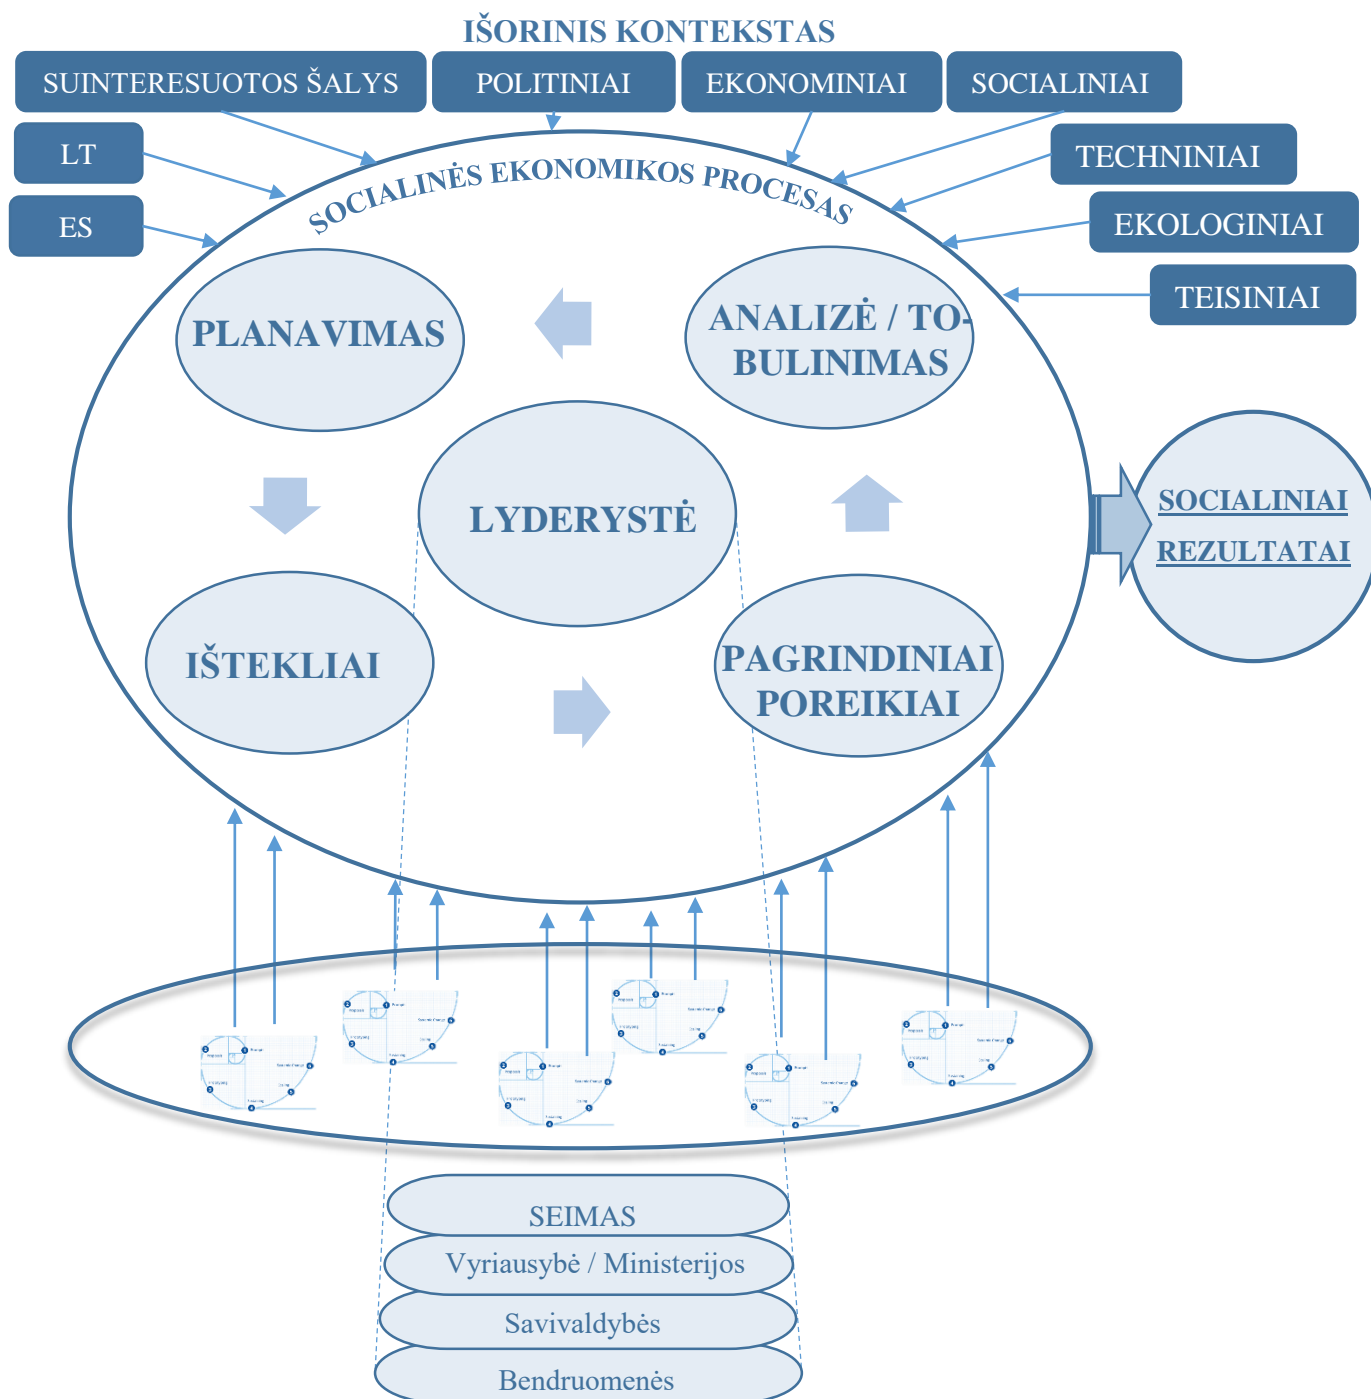 IŠORINIS KONTEKSTAS
SUINTERESUOTOS ŠALYS
POLITINIAI
EKONOMINIAI
SOCIALINIAI
LT
TECHNINIAI
ES
EKOLOGINIAI
TEISINIAI
SOCIALINĖS EKONOMIKOS PROCESAS
PLANAVIMAS
ANALIZĖ / TO-
BULINIMAS
LYDERYSTĖ
SOCIALINIAI
REZULTATAI
IŠTEKLIAI
PAGRINDINIAI
POREIKIAI
SEIMAS
Vyriausybė / Ministerijos
Savivaldybės
Bendruomenės